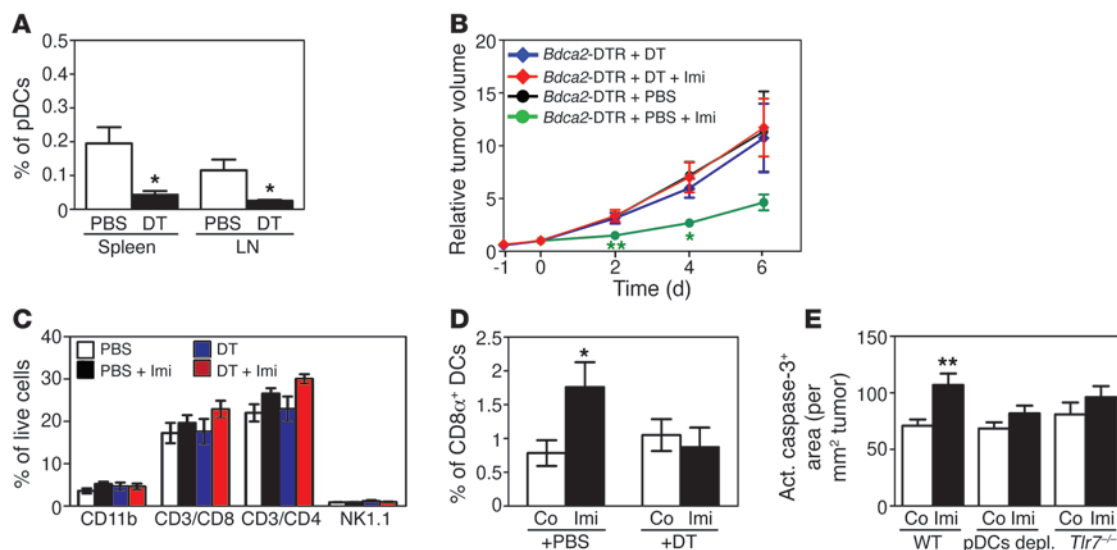 A
% of pDCs
0.5
0.4
0.3
0.2
0.1
0
*
*
PBS DT PBS DT
Spleen LN
B
Relative tumor volume
20
15
10
5
0
Bdca2-DTR + DT
Bdca2-DTR + DT + Imi
Bdca2-DTR + PBS
Bdca2-DTR + PBS + Imi
** *
-1 0 2 4 6
Time (d)
C
% of live cells
40
30
20
10
0
PBS DT
PBS + Imi DT + Imi
CD11b CD3/CD8 CD3/CD4 NK1.1
D
% of CD8α+ DCs
2.5
2
1.5
1
0.5
0
*
Co Imi Co Imi
+PBS +DT
E
Act. caspase-3+
area (per
mm² tumor)
150
100
50
0
**
Co Imi Co Imi Co Imi
WT pDCs depl. Tlr7⁻/⁻